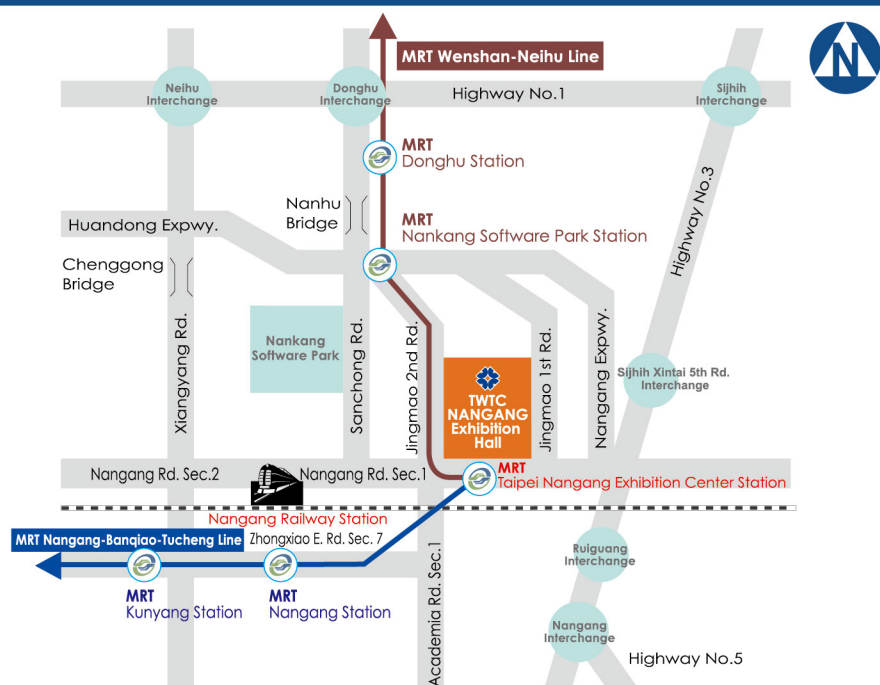 N
MRT Wenshan-Neihu Line
Neihu
Interchange
Donghu
Interchange
Highway No.1
Sijhih
Interchange
MRT
Donghu Station
Nanhu
Bridge
Highway No.3
MRT
Nankang Software Park Station
Huandong Expwy.
Chenggong
Bridge
Xiangyang Rd.
Nankang
Software Park
Sanchong Rd.
Jingmao 2nd Rd.
TWTC
NANGANG
Exhibition
Hall
Jingmao 1st Rd.
Nangang Expwy.
Sijhih Xintai 5th Rd.
Interchange
Nangang Rd. Sec.2
Nangang Rd. Sec.1
MRT
Taipei Nangang Exhibition Center Station
Nangang Railway Station
MRT Nangang-Banqiao-Tucheng Line
Zhongxiao E. Rd. Sec. 7
Ruiguang
Interchange
MRT
Kunyang Station
MRT
Nangang Station
Academia Rd. Sec.1
Nangang
Interchange
Highway No.5